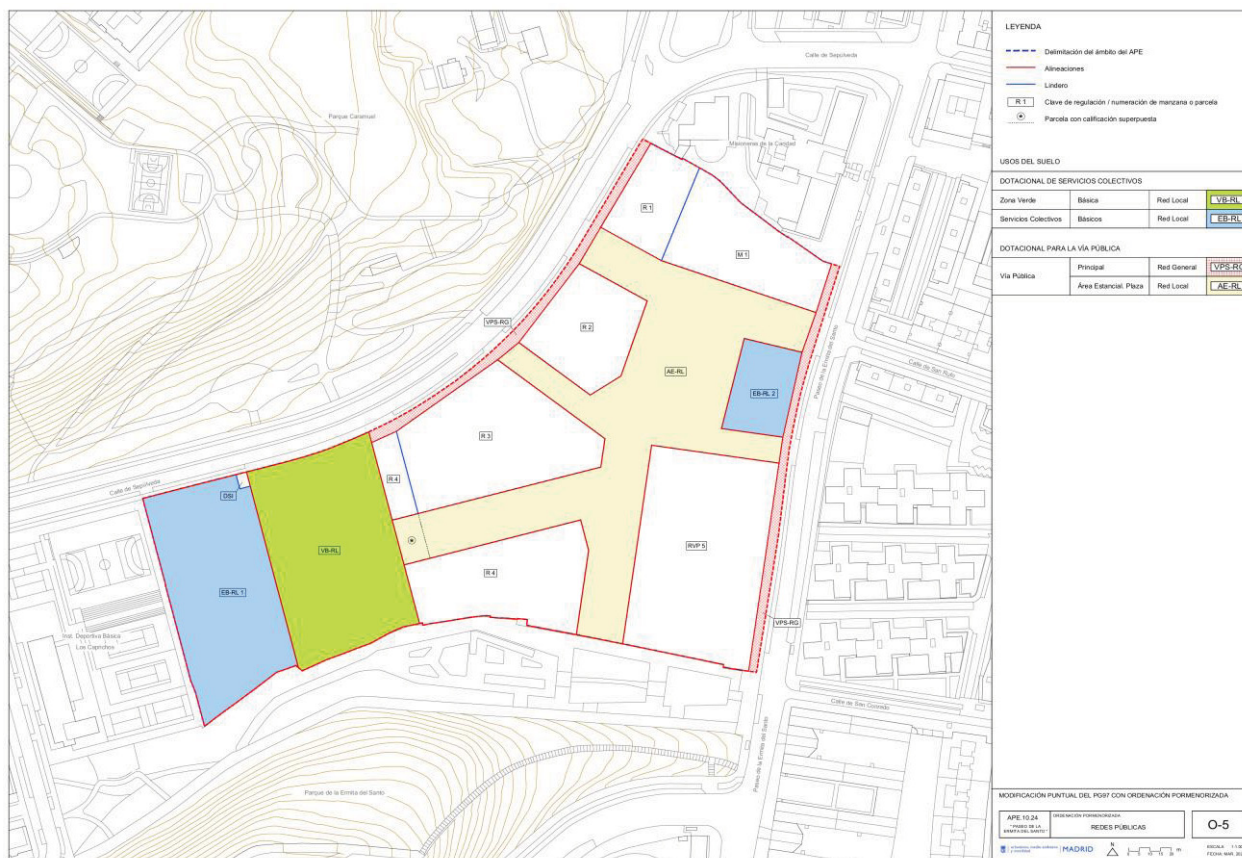 Calle de Sepúlveda
Parque Caramuel
Misioneras de la Caridad
R 1
M 1
VPS-RG
R 2
AE-RL
EB-RL 2
Paseo de la Ermita del Santo
Calle de San Rufo
R 3
R 4
Calle de Sepúlveda
DSI
VB-RL
RVP 5
EB-RL 1
R 4
VPS-RG
Inst. Deportiva Básica
Los Caprichos
Calle de San Conrado
Paseo de la Ermita del Santo
Parque de la Ermita del Santo
LEYENDA
Delimitación del ámbito del APE
Alineaciones
Lindero
R 1 Clave de regulación / numeración de manzana o parcela
Parcela con calificación superpuesta
USOS DEL SUELO
DOTACIONAL DE SERVICIOS COLECTIVOS
Zona Verde Básica Red Local VB-RL
Servicios Colectivos Básicos Red Local EB-RL
DOTACIONAL PARA LA VÍA PÚBLICA
Vía Pública Principal Red General VPS-RG
Área Estancial. Plaza Red Local AE-RL
MODIFICACIÓN PUNTUAL DEL PG97 CON ORDENACIÓN PORMENORIZADA
APE.10.24
"PASEO DE LA
ERMITA DEL SANTO"
ORDENACIÓN PORMENORIZADA
REDES PÚBLICAS
O-5
MADRID
N
ESCALA
FECHA MAR.